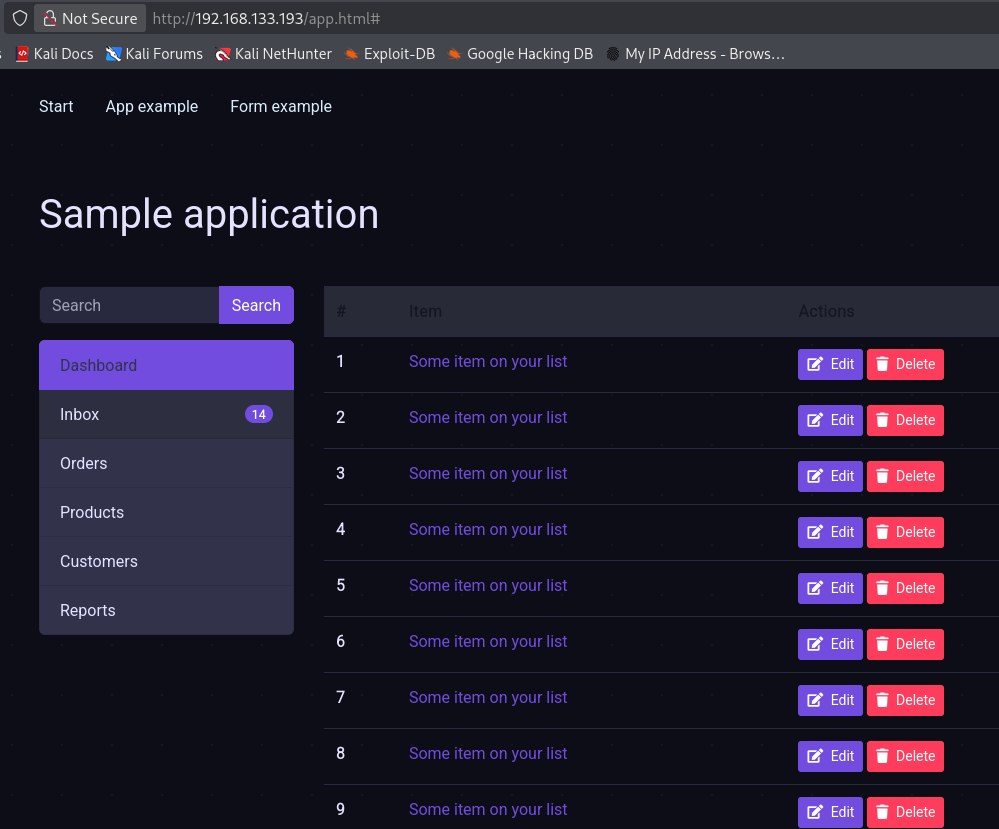 Not Secure http://192.168.133.193/app.html#
Kali Docs Kali Forums Kali NetHunter Exploit-DB Google Hacking DB My IP Address - Brows…
Start App example Form example
Sample application
Search Search
Dashboard
Inbox 14
Orders
Products
Customers
Reports
# Item Actions
1 Some item on your list Edit Delete
2 Some item on your list Edit Delete
3 Some item on your list Edit Delete
4 Some item on your list Edit Delete
5 Some item on your list Edit Delete
6 Some item on your list Edit Delete
7 Some item on your list Edit Delete
8 Some item on your list Edit Delete
9 Some item on your list Edit Delete